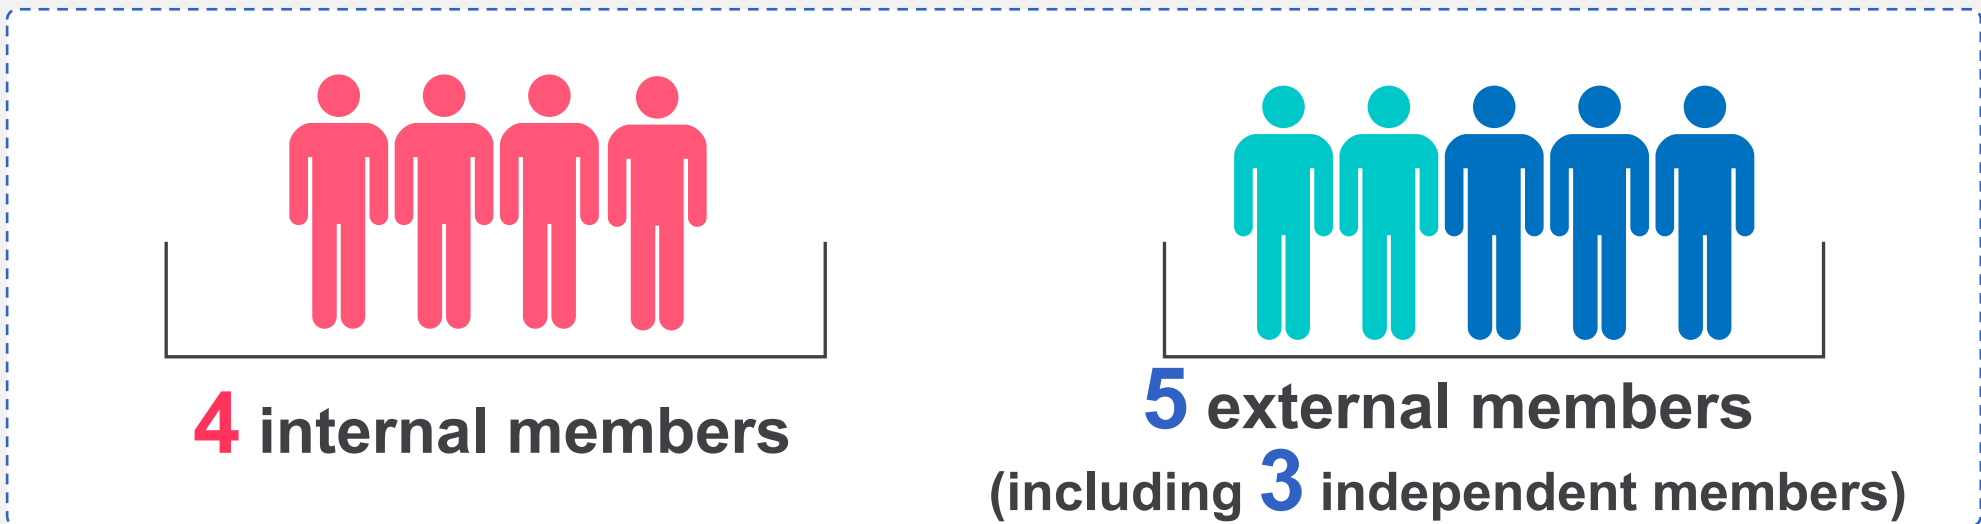 4 internal members
5 external members
(including 3 independent members)